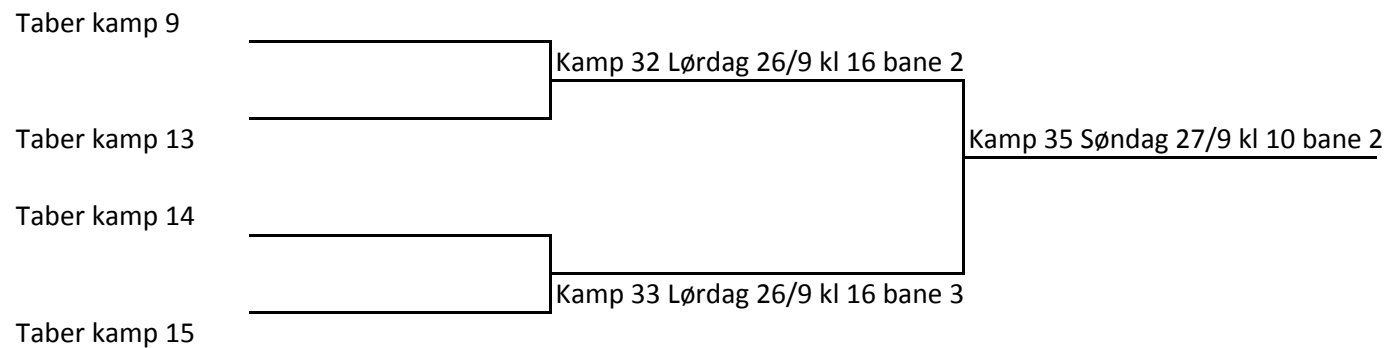 Taber kamp 9
Kamp 32 Lørdag 26/9 kl 16 bane 2
Taber kamp 13
Kamp 35 Søndag 27/9 kl 10 bane 2
Taber kamp 14
Kamp 33 Lørdag 26/9 kl 16 bane 3
Taber kamp 15